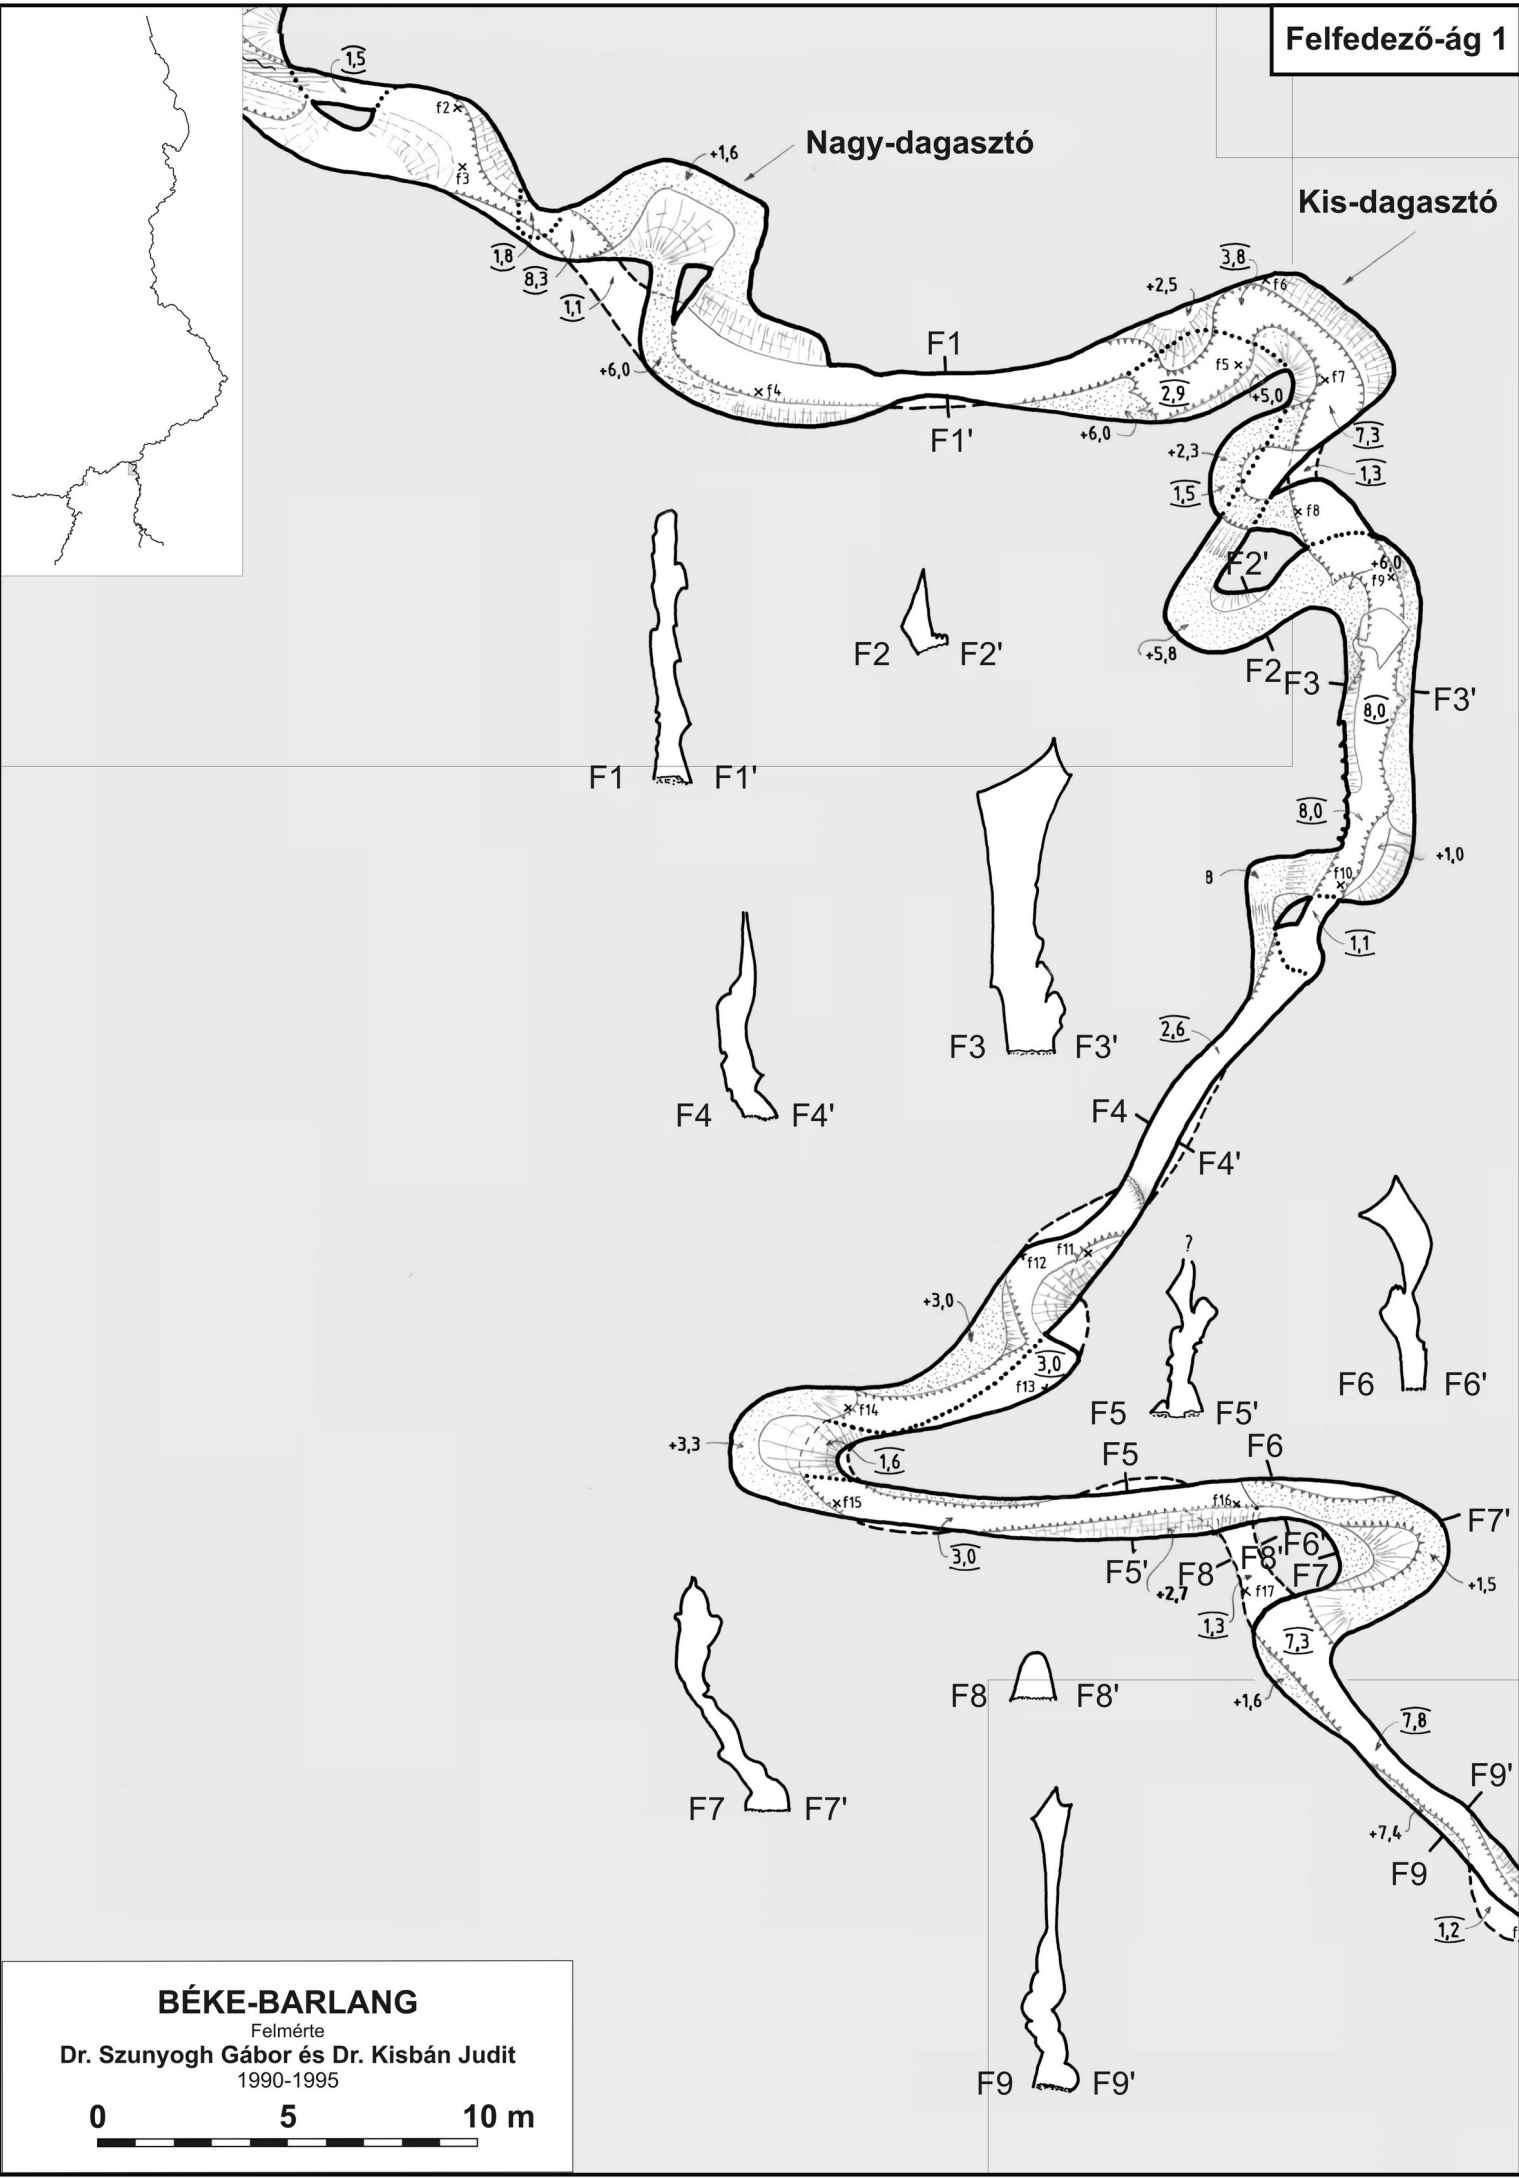 Felfedező-ág 1
1,5
f2
f3
+1,6
Nagy-dagasztó
Kis-dagasztó
1,8
8,3
1,1
+6,0
f4
F1
F1'
+2,5
3,8
f6
f5
f7
2,9
+5,0
+6,0
7,3
+2,3
1,3
1,5
f8
F2'
+6,0
f9
+5,8
F2
F3
F3'
8,0
F2
F2'
F1
F1'
8,0
+1,0
8
f10
1,1
2,6
F3
F3'
F4
F4'
F4
F4'
f11
f12
?
+3,0
3,0
f13
F5
F5'
F6
F6'
f14
+3,3
1,6
F5
F6
f15
f16
F7'
3,0
F5'
+2,7
F8
F8'
F6'
F7
f17
+1,5
1,3
7,3
F8
F8'
+1,6
7,8
F7
F7'
F9'
+7,4
F9
1,2
f
F9
F9'
BÉKE-BARLANG
Felmérte
Dr. Szunyogh Gábor és Dr. Kisbán Judit
1990-1995
0 5 10 m